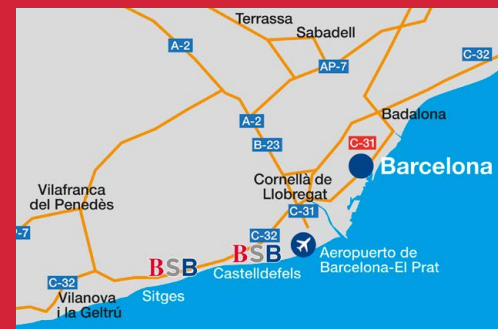 Terrassa
Sabadell
A-2
AP-7
C-32
Badalona
A-2
B-23
C-31
Barcelona
Cornellà de
Llobregat
Vilafranca
del Penedès
C-31
-7
C-32
BSB
Aeropuerto de
Barcelona-El Prat
BSB
Castelldefels
C-32
Sitges
Vilanova
i la Geltrú